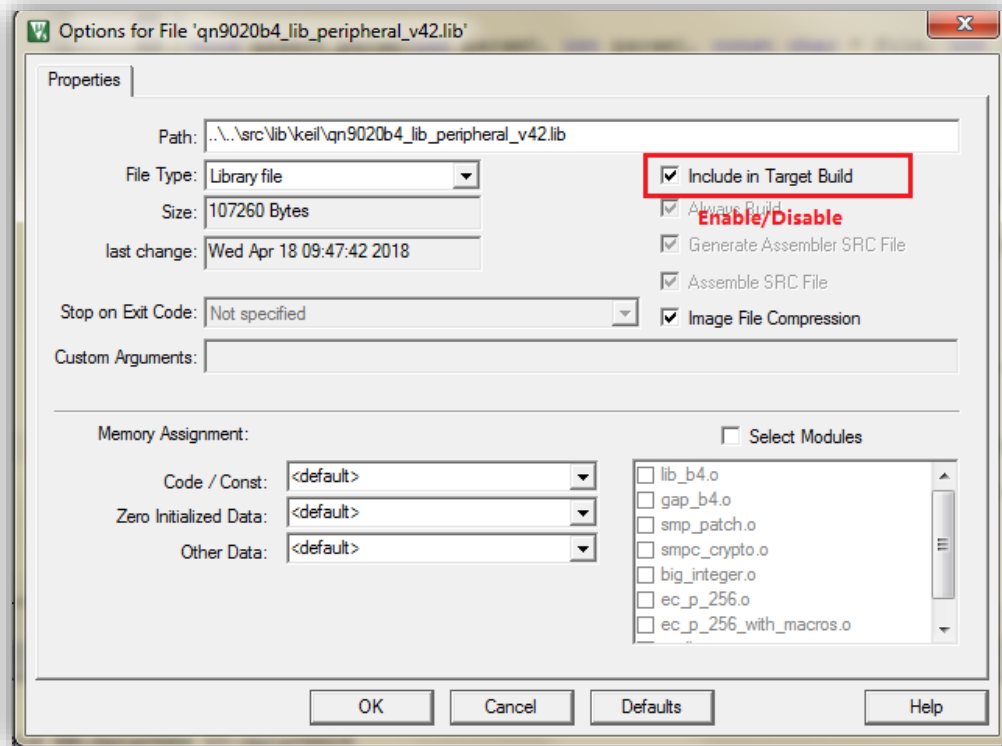 Options for File 'qn9020b4_lib_peripheral_v42.lib'
Properties
Path: ..\..\src\lib\keil\qn9020b4_lib_peripheral_v42.lib
File Type: Library file
Include in Target Build
Size: 107260 Bytes
Always Build
Enable/Disable
last change: Wed Apr 18 09:47:42 2018
Generate Assembler SRC File
Assemble SRC File
Stop on Exit Code: Not specified
Image File Compression
Custom Arguments:
Memory Assignment:
Select Modules
Code / Const: <default>
Zero Initialized Data: <default>
Other Data: <default>
lib_b4.o
gap_b4.o
smp_patch.o
smpc_crypto.o
big_integer.o
ec_p_256.o
ec_p_256_with_macros.o
OK Cancel Defaults Help